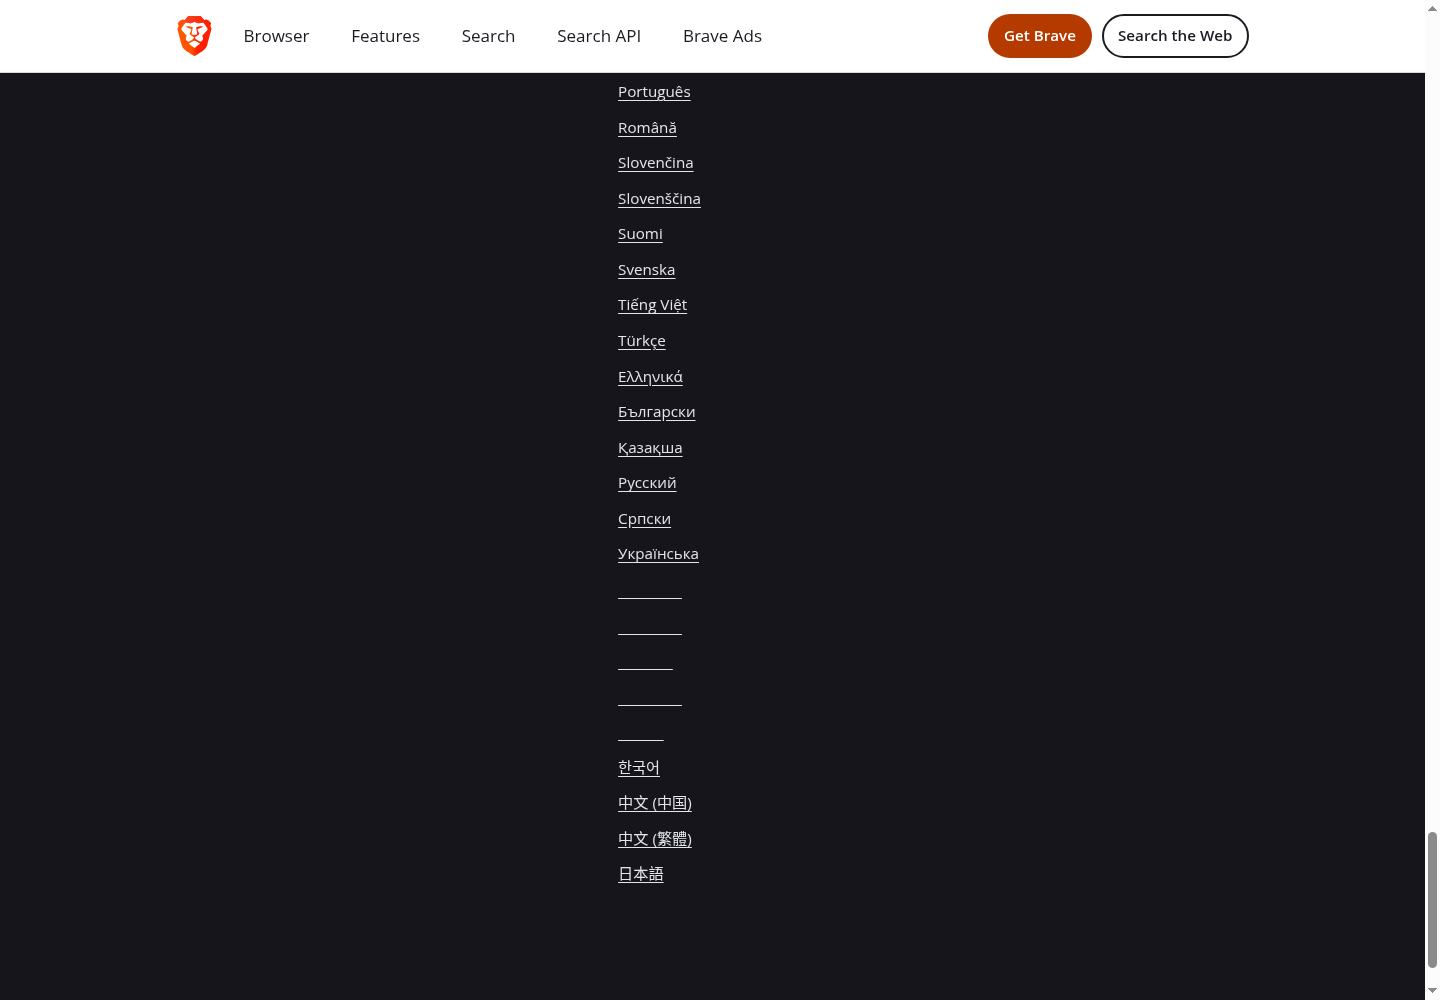 Browser
Features
Search
Search API
Brave Ads
Get Brave
Search the Web
Português
Română
Slovenčina
Slovenščina
Suomi
Svenska
Tiếng Việt
Türkçe
Ελληνικά
Български
Қазақша
Русский
Српски
Українська
한국어
中文 (中国)
中文 (繁體)
日本語